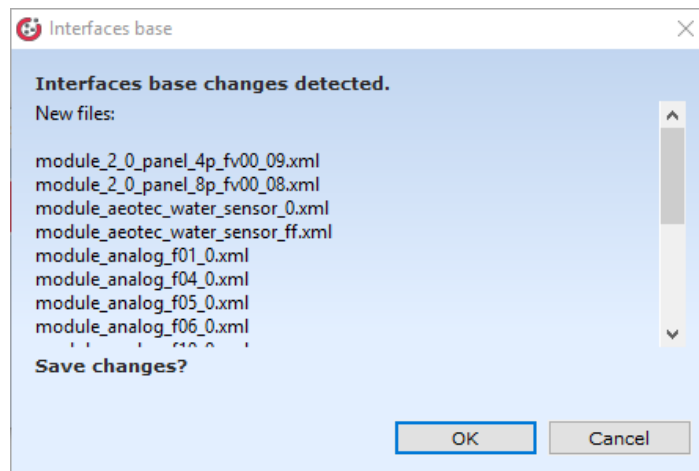 Interfaces base
Interfaces base changes detected.
New files:
module_2_0_panel_4p_fv00_09.xml
module_2_0_panel_8p_fv00_08.xml
module_aeotec_water_sensor_0.xml
module_aeotec_water_sensor_ff.xml
module_analog_f01_0.xml
module_analog_f04_0.xml
module_analog_f05_0.xml
module_analog_f06_0.xml
Save changes?
OK
Cancel